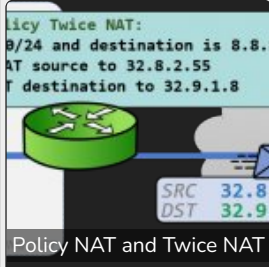 licy Twice NAT:
0/24 and destination is 8.8.
AT source to 32.8.2.55
T destination to 32.9.1.8
SRC 32.8
DST 32.9
Policy NAT and Twice NAT